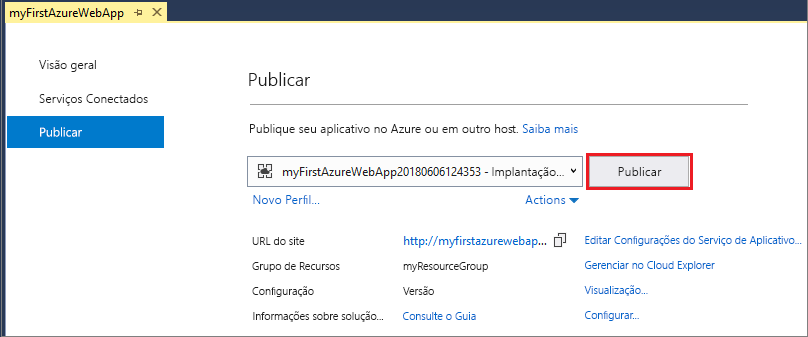 myFirstAzureWebApp
Visão geral
Serviços Conectados
Publicar
Publicar
Publique seu aplicativo no Azure ou em outro host. Saiba mais
myFirstAzureWebApp20180606124353 - Implantação...
Publicar
Novo Perfil...
Actions
URL do site
http://myfirstazurewebap...
Editar Configurações do Serviço de Aplicativo...
Grupo de Recursos
myResourceGroup
Gerenciar no Cloud Explorer
Configuração
Versão
Visualização...
Informações sobre solução...
Consulte o Guia
Configurar...